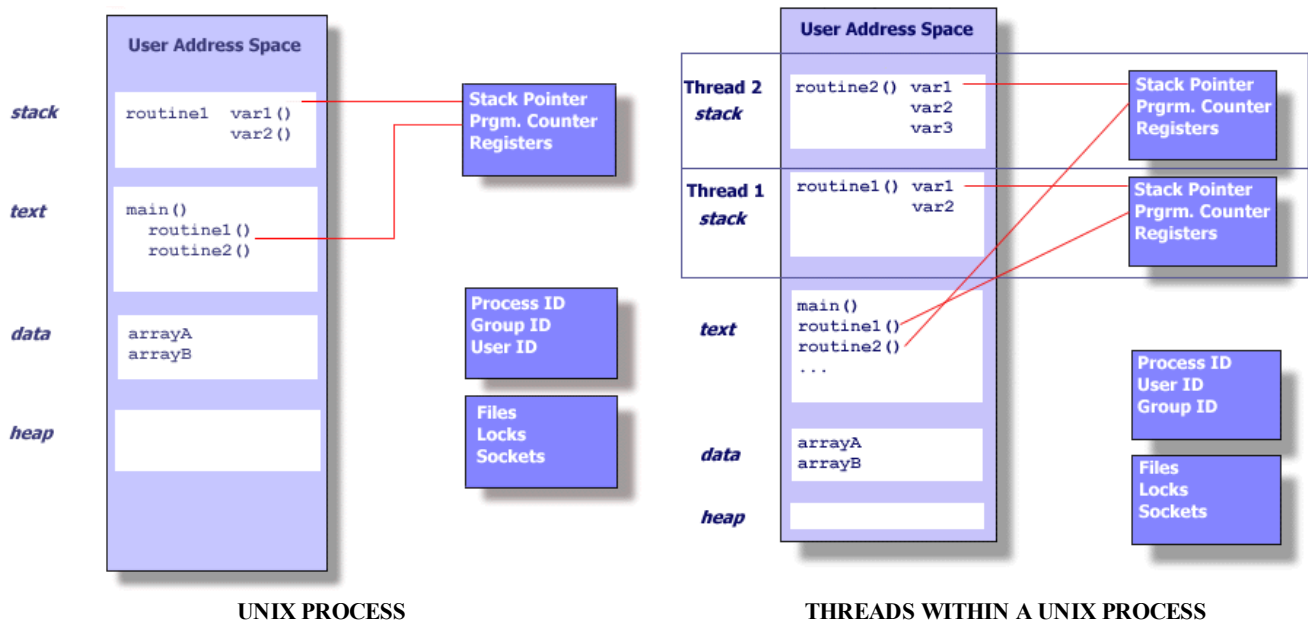 User Address Space
stack
routine1 var1()
var2()
Stack Pointer
Prgm. Counter
Registers
text
main()
routine1()
routine2()
Process ID
Group ID
User ID
data
arrayA
arrayB
Files
Locks
Sockets
heap
UNIX PROCESS
User Address Space
Thread 2
stack
routine2() var1
var2
var3
Stack Pointer
Prgrm. Counter
Registers
Thread 1
stack
routine1() var1
var2
Stack Pointer
Prgrm. Counter
Registers
text
main()
routine1()
routine2()
...
Process ID
User ID
Group ID
data
arrayA
arrayB
Files
Locks
Sockets
heap
THREADS WITHIN A UNIX PROCESS